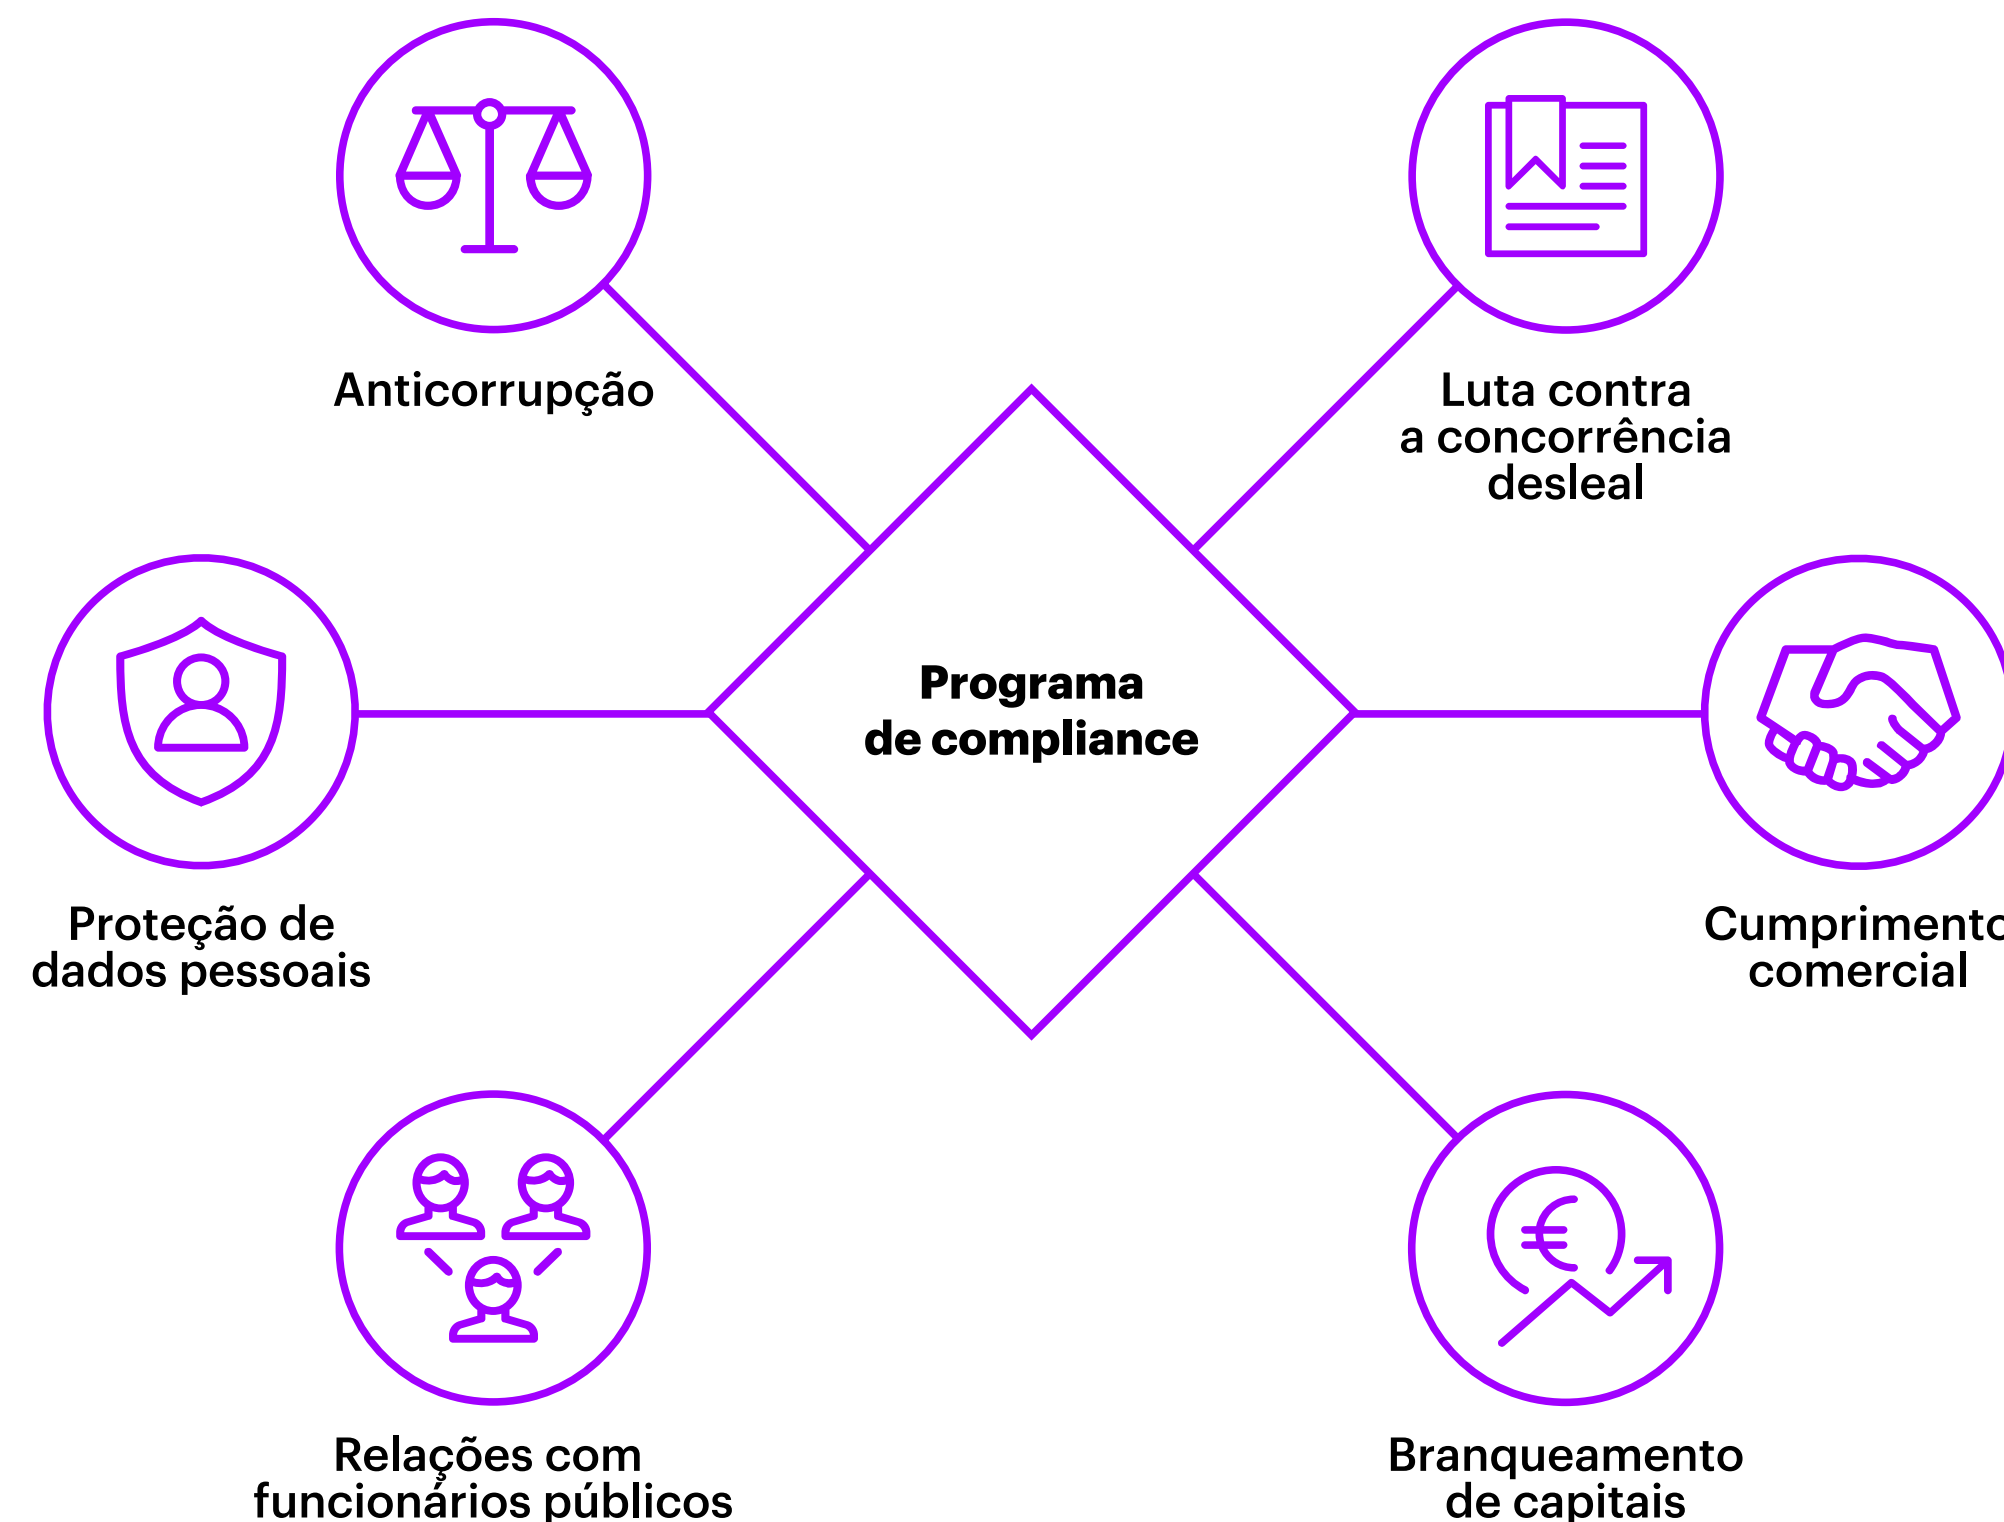 Anticorrupção
Luta contra
a concorrência
desleal
Programa
de compliance
Proteção de
dados pessoais
Cumprimento
comercial
Relações com
funcionários públicos
Branqueamento
de capitais